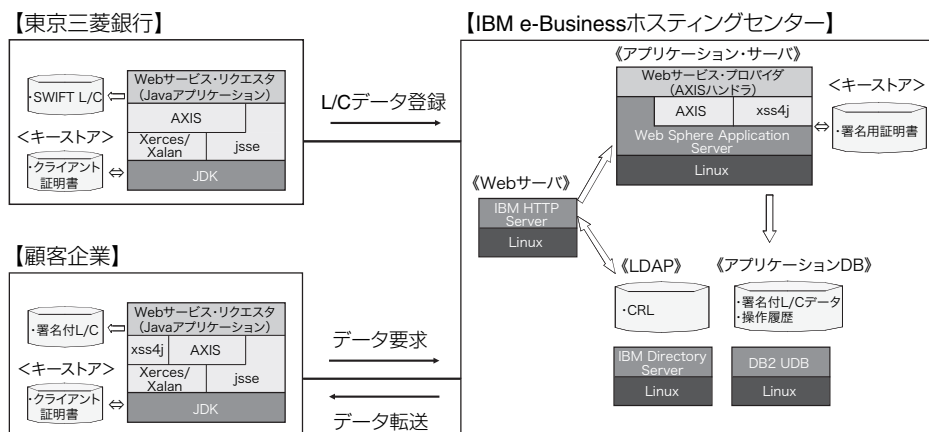 【東京三菱銀行】
・SWIFT L/C
<キーストア>
・クライアント
証明書
Webサービス・リクエスタ
(Javaアプリケーション)
AXIS
Xerces/
Xalan
jsse
JDK
L/Cデータ登録
【顧客企業】
・署名付L/C
<キーストア>
・クライアント
証明書
Webサービス・リクエスタ
(Javaアプリケーション)
xss4j
AXIS
Xerces/
Xalan
jsse
JDK
データ要求
データ転送
【IBM e-Businessホスティングセンター】
《アプリケーション・サーバ》
Webサービス・プロバイダ
(AXISハンドラ)
AXIS
xss4j
Web Sphere Application
Server
Linux
<キーストア>
・署名用証明書
《Webサーバ》
IBM HTTP
Server
Linux
《LDAP》
・CRL
IBM Directory
Server
Linux
《アプリケーションDB》
・署名付L/Cデータ
・操作履歴
DB2 UDB
Linux